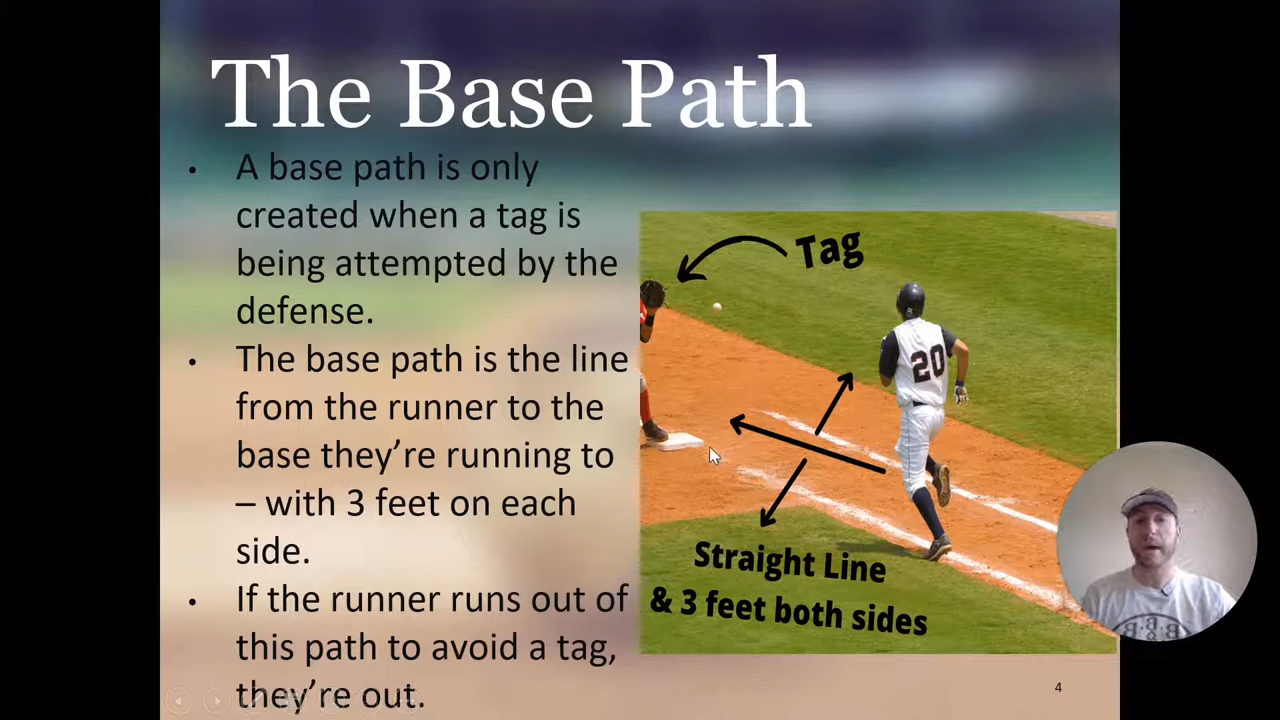 The Base Path
• A base path is only
created when a tag is
being attempted by the
defense.
• The base path is the line
from the runner to the
base they're running to
– with 3 feet on each
side.
• If the runner runs out of
this path to avoid a tag,
they're out.
Tag
20
Straight Line
& 3 feet both sides
4